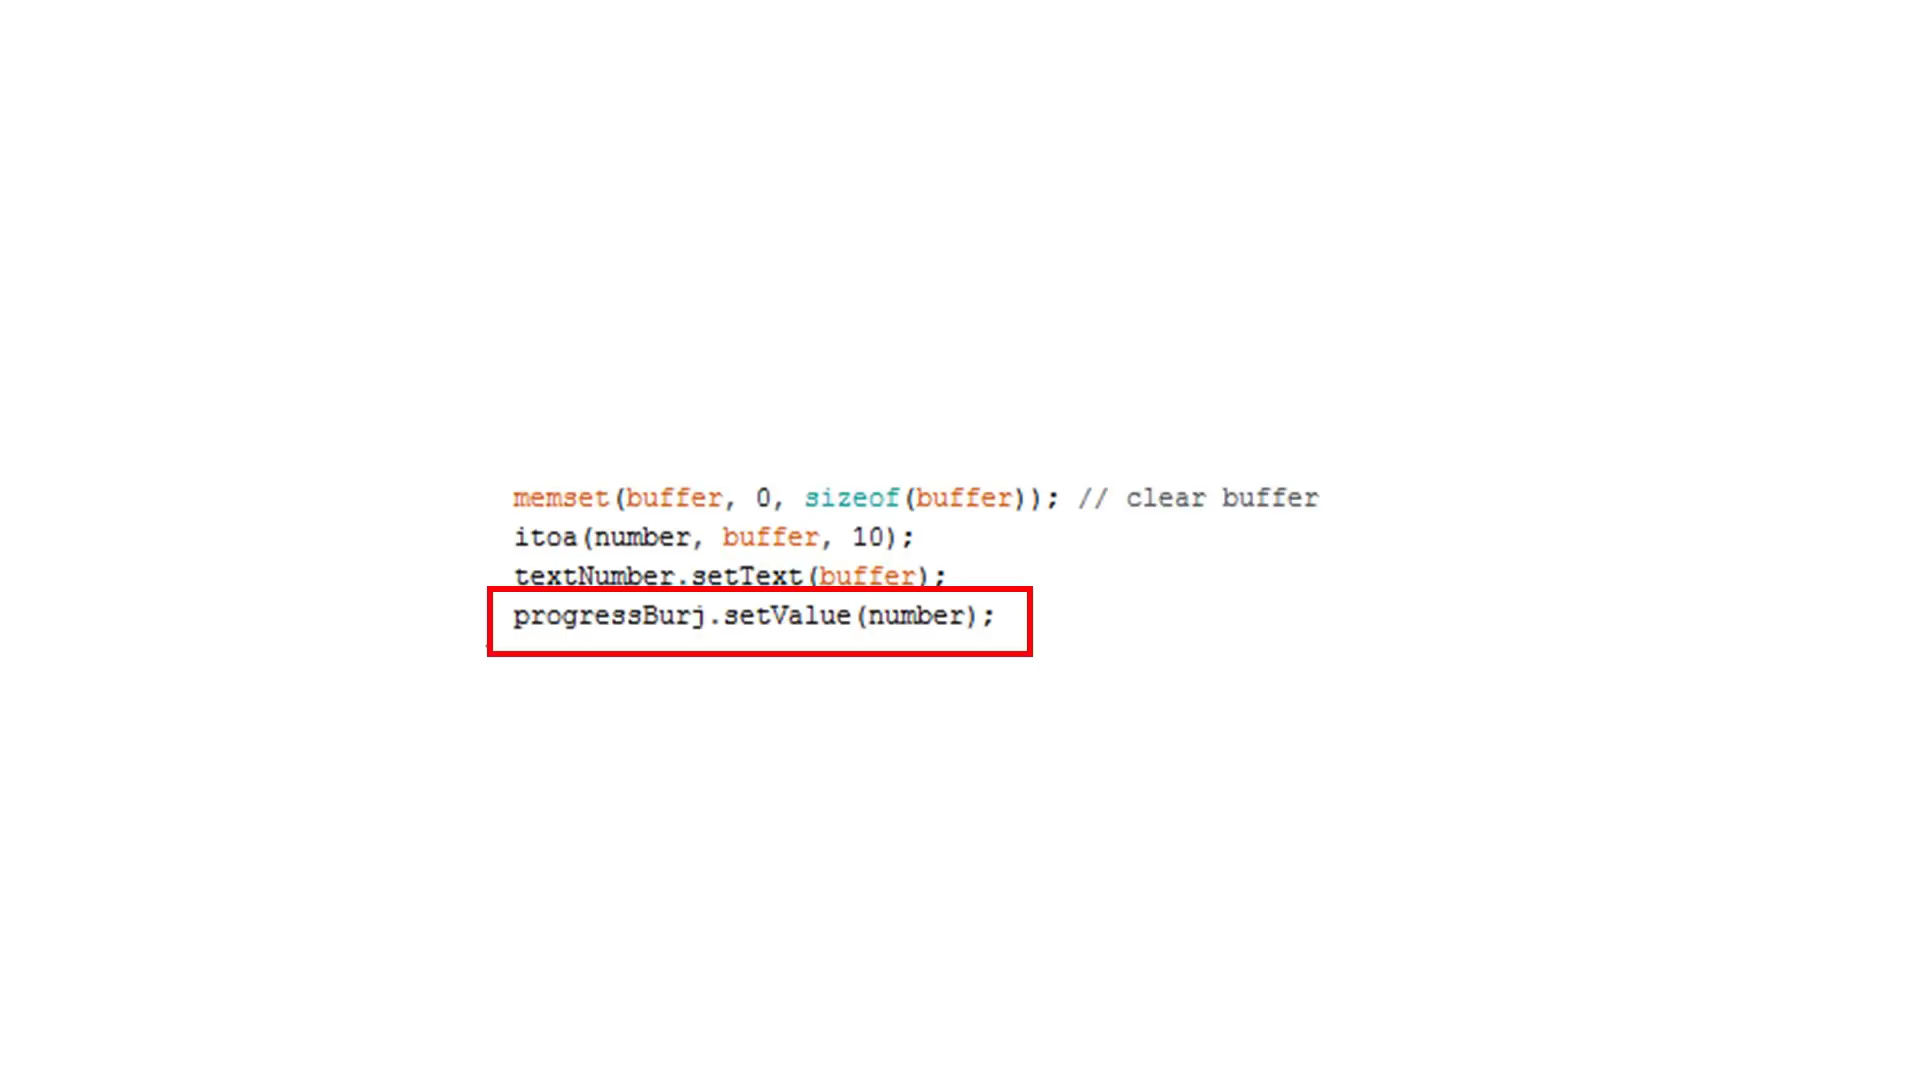 memset(buffer, 0, sizeof(buffer)); // clear buffer
itoa(number, buffer, 10);
textNumber.setText(buffer);
progressBurj.setValue(number);